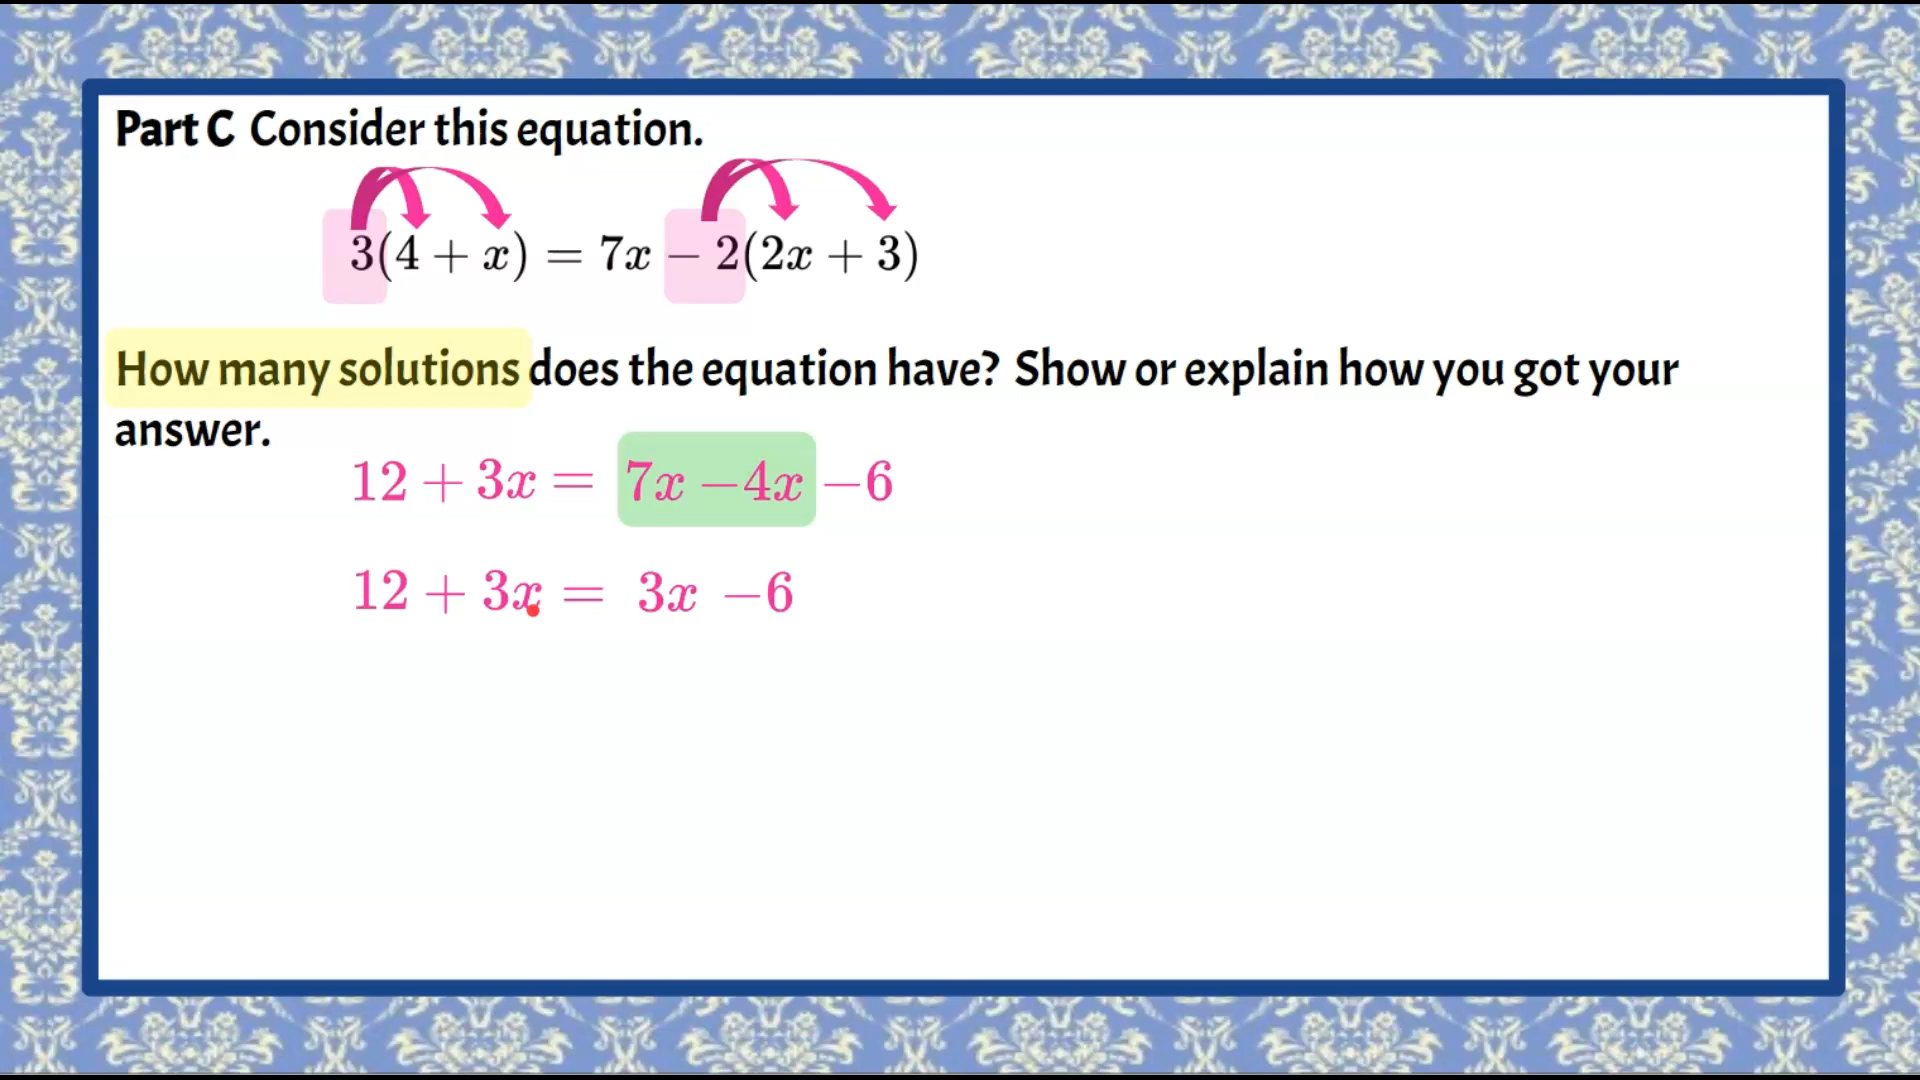 Part C Consider this equation.
3(4 + x) = 7x − 2(2x + 3)
How many solutions does the equation have? Show or explain how you got your
answer.
12 + 3x = 7x −4x −6
12 + 3x = 3x −6